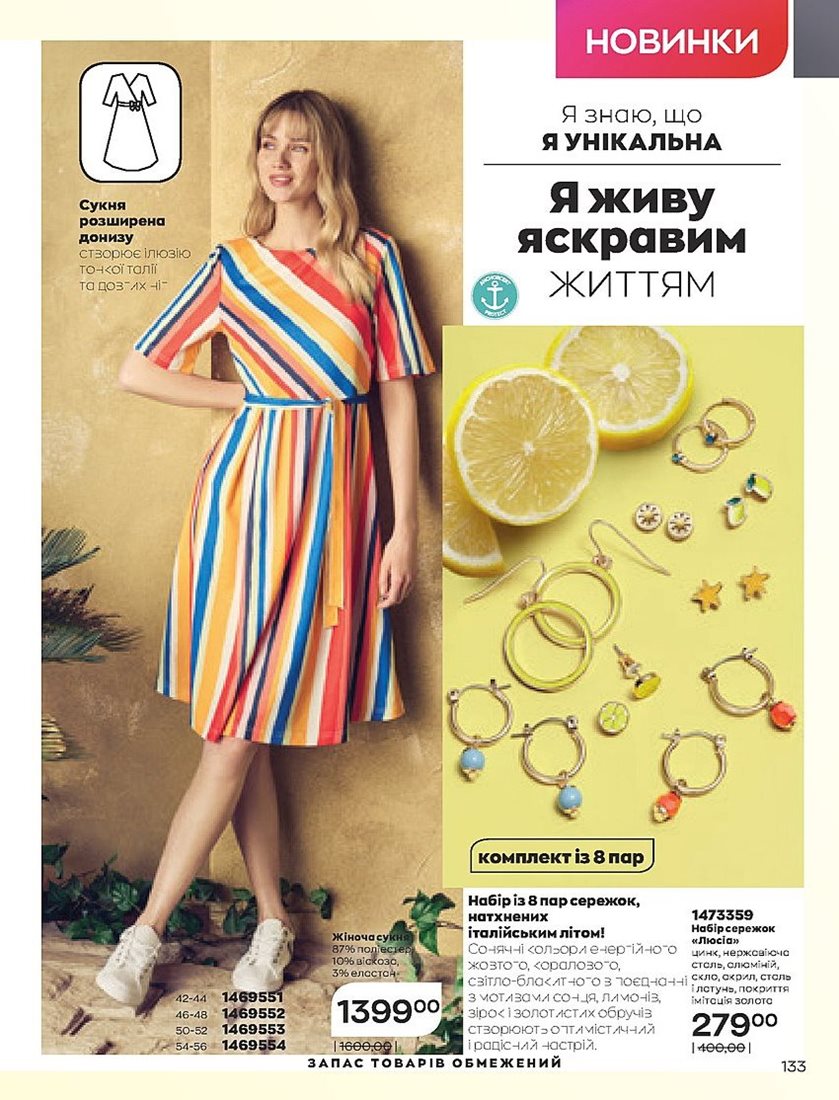 НОВИНКИ
Я знаю, що
Я УНІКАЛЬНА
Я живу
яскравим
життям
Сукня
розширена
донизу
створює ілюзію
тонкої талії
та довгих ніг
комплект із 8 пар
Жіноча сукня
87% поліестер
10% віскоза,
3% еластан
42-44 1469551
46-48 1469552
50-52 1469553
54-56 1469554
1399 00
1600,00
Набір із 8 пар сережок,
натхнених
італійським літом!
Сонячні кольори енергійного
жовтого, коралового,
світло-блакитного в поєднанні
з мотивами сонця, лимонів,
зірок і золотистих обручів
створюють оптимістичний
і радісний настрій.
1473359
Набір сережок
«Люсіа»
цинк, нержавіюча
сталь, алюміній,
скло, акрил, сталь
і латунь, покриття
імітація золота
279 00
400,00
ЗАПАС ТОВАРІВ ОБМЕЖЕНИЙ
133